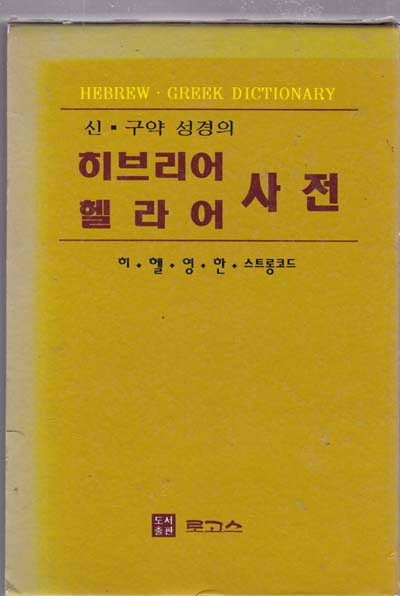 HEBREW · GREEK DICTIONARY
신 ▪ 구약 성경의
히브리어
헬라어 사전
히 ✦ 헬 ✦ 영 ✦ 한 ✦ 스트롱코드
도서
출판 로고스